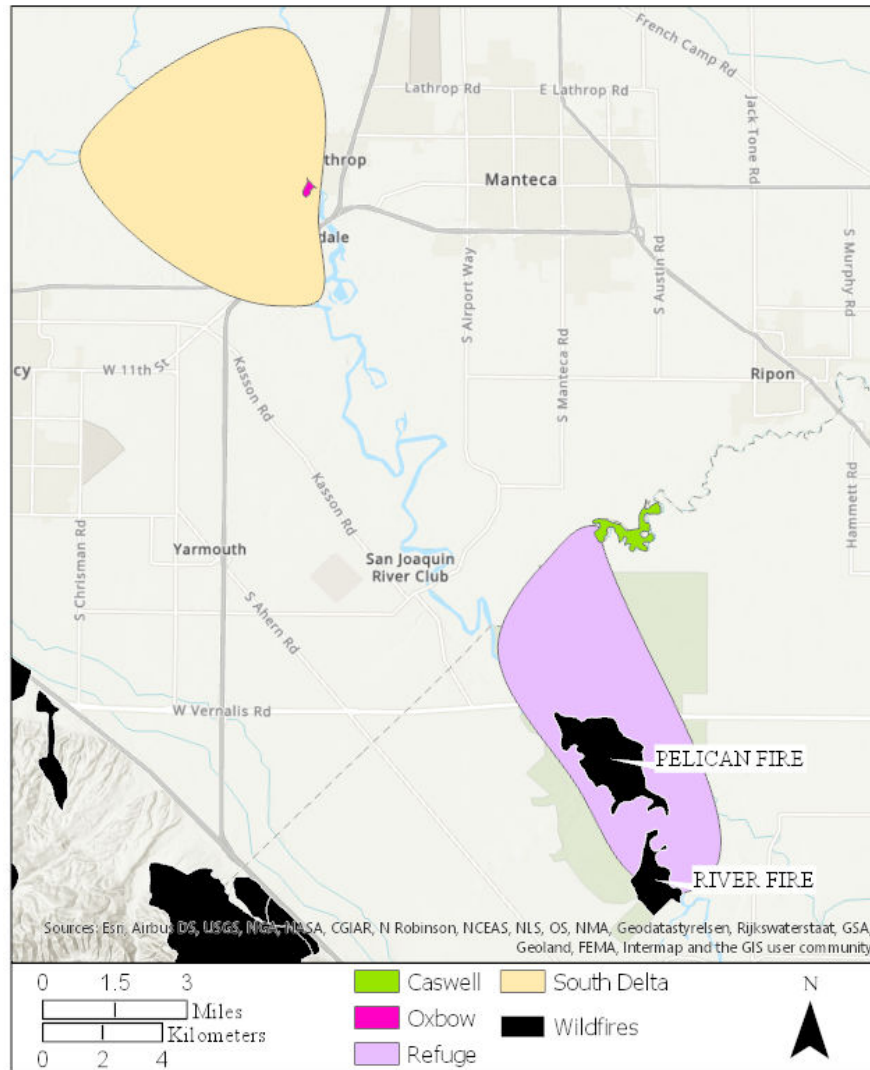 French Camp Rd
Lathrop Rd
E Lathrop Rd
Jack Tone Rd
throp
Manteca
dale
S Airport Way
S Austin Rd
S Murphy Rd
W 11th St
cy
Kasson Rd
S Manteca Rd
Ripon
Hammett Rd
Kasson Rd
Yarmouth
San Joaquin
River Club
S Chrisman Rd
S Ahern Rd
W Vernalis Rd
PELICAN FIRE
RIVER FIRE
Sources: Esri, Airbus DS, USGS, NGA, NASA, CGIAR, N Robinson, NCEAS, NLS, OS, NMA, Geodatastyrelsen, Rijkswaterstaat, GSA,
Geoland, FEMA, Intermap and the GIS user community
0 1.5 3
Miles
Kilometers
0 2 4
Caswell
Oxbow
Refuge
South Delta
Wildfires
N